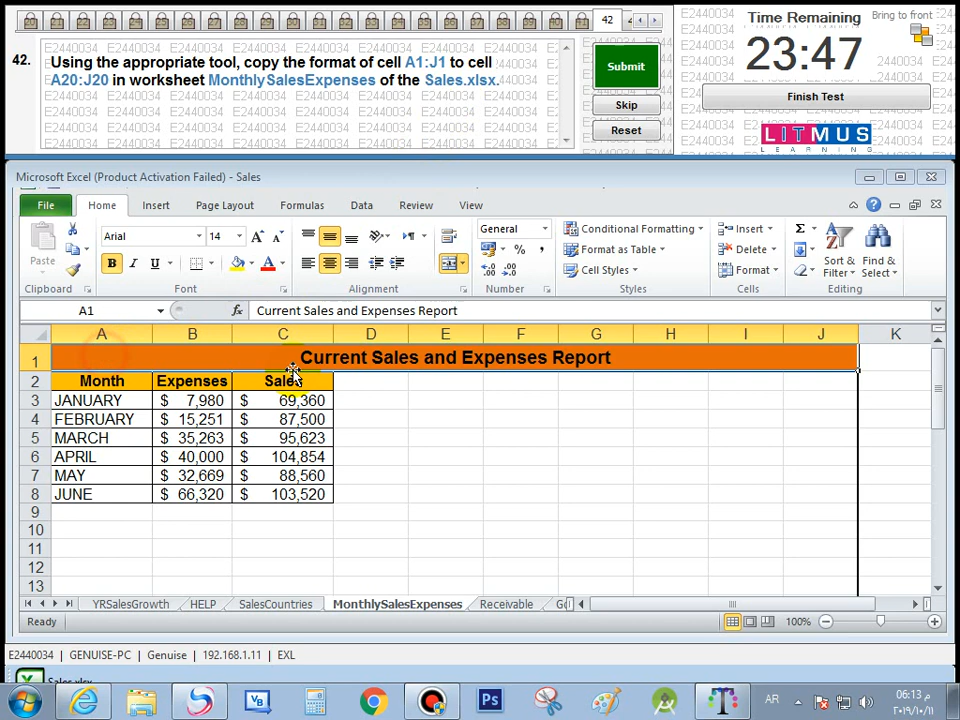 42
42.
Using the appropriate tool, copy the format of cell A1:J1 to cell
A20:J20 in worksheet MonthlySalesExpenses of the Sales.xlsx.
Submit
Skip
Reset
Time Remaining
Bring to front
23:47
Finish Test
LITMUS
LEARNING
E2440034
Microsoft Excel (Product Activation Failed) - Sales
File Home Insert Page Layout Formulas Data Review View
Paste
Arial 14
General
Conditional Formatting
Format as Table
Cell Styles
Insert
Delete
Format
Sort & Filter
Find & Select
Clipboard Font Alignment Number Styles Cells Editing
A1 fx Current Sales and Expenses Report
A B C D E F G H I J K
1 Current Sales and Expenses Report
2 Month Expenses Sales
3 JANUARY $ 7,980 $ 69,360
4 FEBRUARY $ 15,251 $ 87,500
5 MARCH $ 35,263 $ 95,623
6 APRIL $ 40,000 $ 104,854
7 MAY $ 32,669 $ 88,560
8 JUNE $ 66,320 $ 103,520
9
10
11
12
13
YRSalesGrowth HELP SalesCountries MonthlySalesExpenses Receivable
Ready 100%
E2440034 GENUISE-PC Genuise 192.168.1.11 EXL
Sales.xlsx
AR
06:13 م
٢٠١٩/١٠/١١